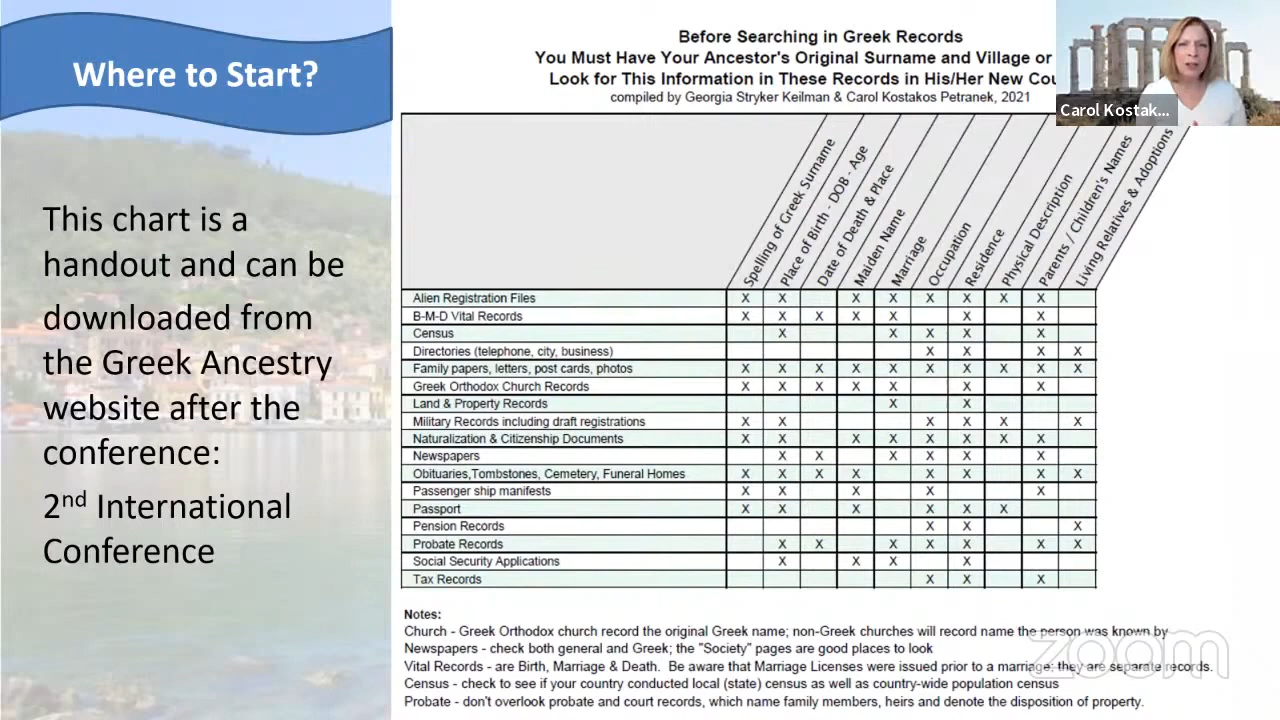 Where to Start?
This chart is a
handout and can be
downloaded from
the Greek Ancestry
website after the
conference:
2nd International
Conference
Before Searching in Greek Records
You Must Have Your Ancestor's Original Surname and Village or
Look for This Information in These Records in His/Her New Cou
compiled by Georgia Stryker Keilman & Carol Kostakos Petranek, 2021
Carol Kostak...
Spelling of Greek Surname
Place of Birth - DOB - Age
Date of Death & Place
Maiden Name
Marriage
Occupation
Residence
Physical Description
Parents / Children's Names
Living Relatives & Adoptions
Alien Registration Files X X X X X X X X
B-M-D Vital Records X X X X X X X
Census X X X X X
Directories (telephone, city, business) X X X X
Family papers, letters, post cards, photos X X X X X X X X X X
Greek Orthodox Church Records X X X X X X X
Land & Property Records X X
Military Records including draft registrations X X X X X X
Naturalization & Citizenship Documents X X X X X X X X
Newspapers X X X X X X
Obituaries,Tombstones, Cemetery, Funeral Homes X X X X X X X X
Passenger ship manifests X X X X X
Passport X X X X X X
Pension Records X X X
Probate Records X X X X X X X
Social Security Applications X X X X
Tax Records X X X
Notes:
Church - Greek Orthodox church record the original Greek name; non-Greek churches will record name the person was known by
Newspapers - check both general and Greek; the "Society" pages are good places to look
Vital Records - are Birth, Marriage & Death. Be aware that Marriage Licenses were issued prior to a marriage; they are separate records.
Census - check to see if your country conducted local (state) census as well as country-wide population census
Probate - don't overlook probate and court records, which name family members, heirs and denote the disposition of property.
zoom